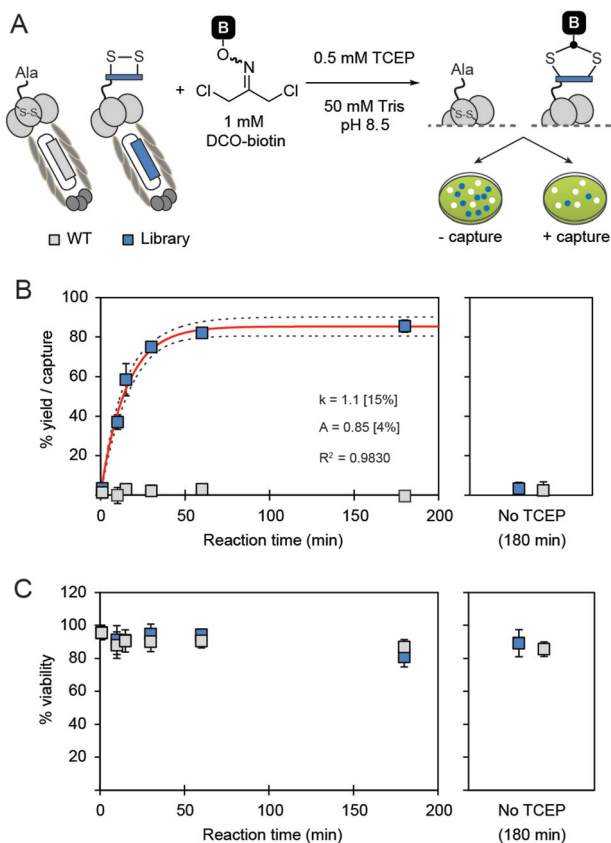 A
Ala
S
S
S-S
B
O
N
Cl
Cl
+
1 mM
DCO-biotin
0.5 mM TCEP
50 mM Tris
pH 8.5
Ala
S-S
B
S
S
- capture
+ capture
WT
Library
B
% yield / capture
100
80
60
40
20
0
50
100
150
200
k = 1.1 [15%]
A = 0.85 [4%]
R² = 0.9830
Reaction time (min)
No TCEP
(180 min)
C
% viability
120
100
80
60
40
20
0
50
100
150
200
Reaction time (min)
No TCEP
(180 min)